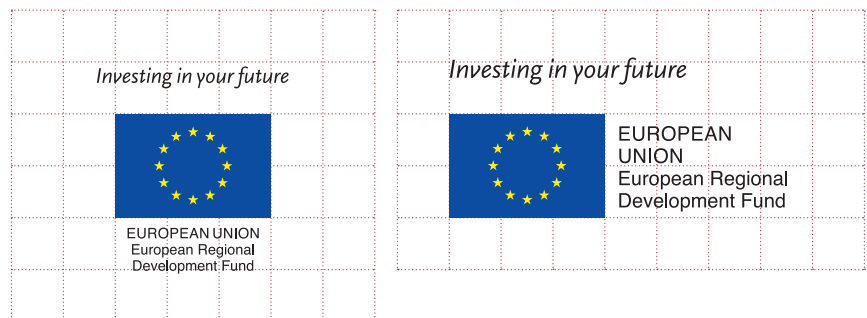 Investing in your future
EUROPEAN UNION
European Regional
Development Fund
Investing in your future
EUROPEAN
UNION
European Regional
Development Fund